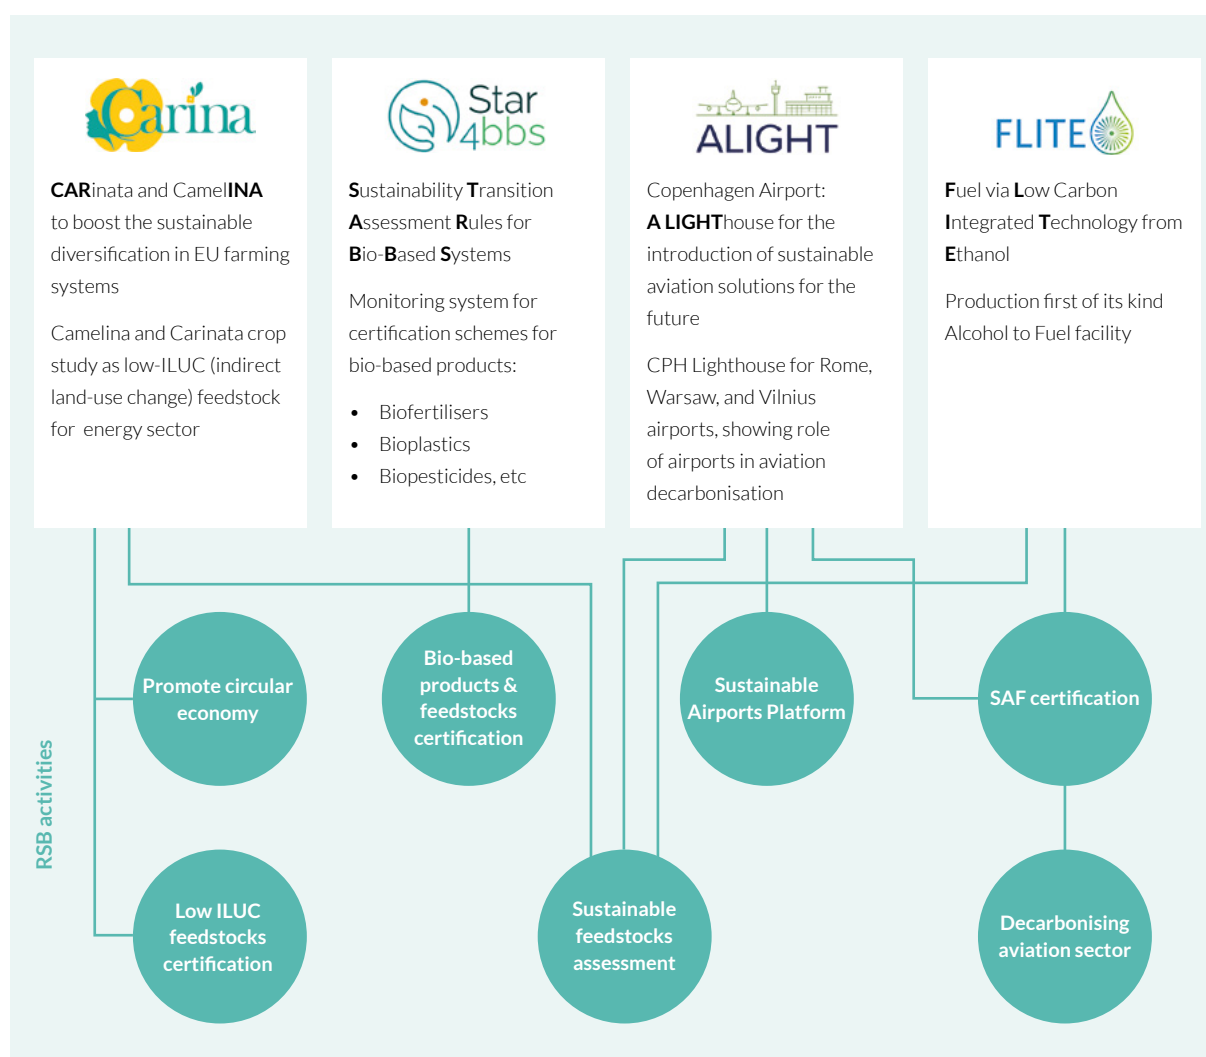 Carina
CARinata and CamelINA
to boost the sustainable
diversification in EU farming
systems
Camelina and Carinata crop
study as low-ILUC (indirect
land-use change) feedstock
for energy sector
Star
4bbs
Sustainability Transition
Assessment Rules for
Bio-Based Systems
Monitoring system for
certification schemes for
bio-based products:
• Biofertilisers
• Bioplastics
• Biopesticides, etc
ALIGHT
Copenhagen Airport:
A LIGHThouse for the
introduction of sustainable
aviation solutions for the
future
CPH Lighthouse for Rome,
Warsaw, and Vilnius
airports, showing role
of airports in aviation
decarbonisation
FLITE
Fuel via Low Carbon
Integrated Technology from
Ethanol
Production first of its kind
Alcohol to Fuel facility
RSB activities
Promote circular
economy
Bio-based
products &
feedstocks
certification
Sustainable
Airports Platform
SAF certification
Low ILUC
feedstocks
certification
Sustainable
feedstocks
assessment
Decarbonising
aviation sector